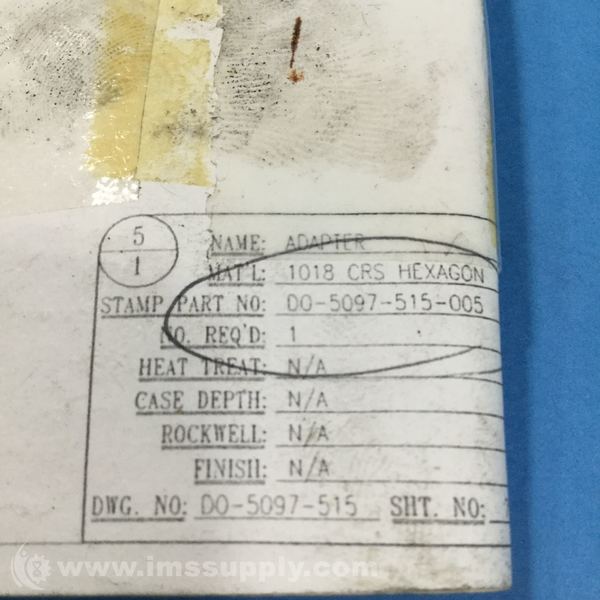 5
1
NAME: ADAPTER
MAT'L: 1018 CRS HEXAGON
STAMP PART NO: DO-5097-515-005
NO. REQ'D: 1
HEAT TREAT: N/A
CASE DEPTH: N/A
ROCKWELL: N/A
FINISH: N/A
DWG. NO: DO-5097-515 SHT. NO:
© www.imssupply.com